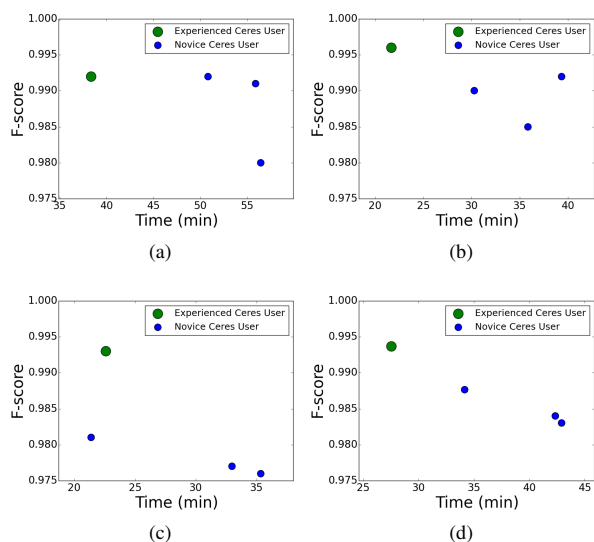 1.000
0.995
0.990
0.985
0.980
0.975
F-score
Experienced Ceres User
Novice Ceres User
35 40 45 50 55
Time (min)
(a)
1.000
0.995
0.990
0.985
0.980
0.975
F-score
Experienced Ceres User
Novice Ceres User
20 25 30 35 40
Time (min)
(b)
1.000
0.995
0.990
0.985
0.980
0.975
F-score
Experienced Ceres User
Novice Ceres User
20 25 30 35
Time (min)
(c)
1.000
0.995
0.990
0.985
0.980
0.975
F-score
Experienced Ceres User
Novice Ceres User
25 30 35 40 45
Time (min)
(d)